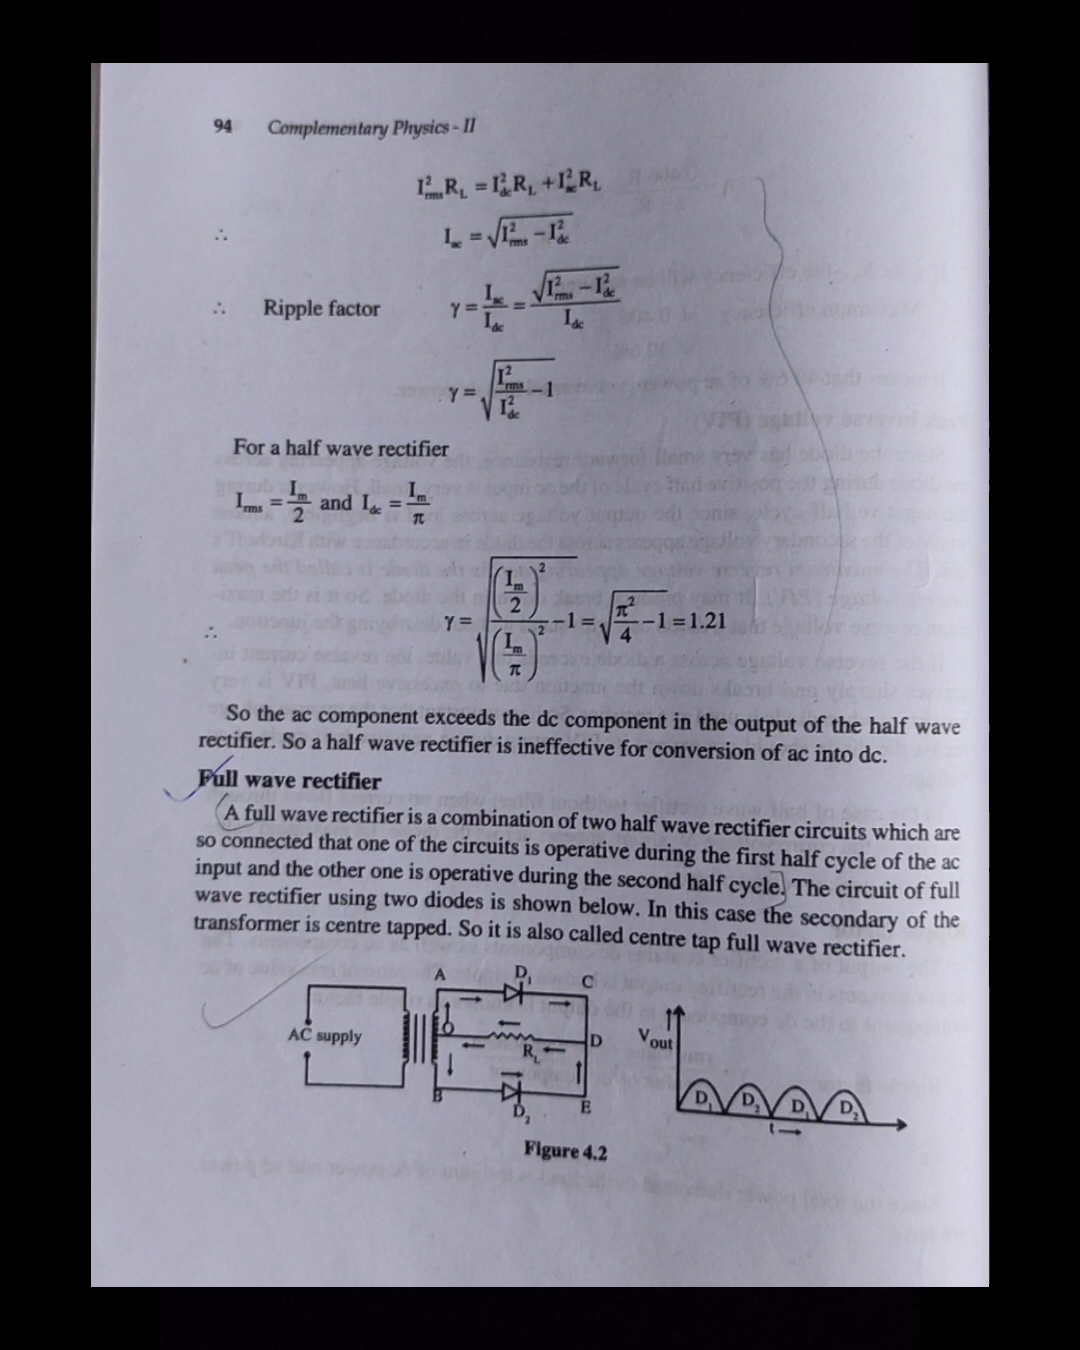 94 Complementary Physics - II
I²rms R_L = I²dc R_L + I²ac R_L
∴ Iac = √(I²rms − I²dc)
∴ Ripple factor γ = Iac/Idc = √(I²rms − I²dc)/Idc
γ = √(I²rms/I²dc − 1)
For a half wave rectifier
Irms = Im/2 and Idc = Im/π
∴ γ = √((Im/2)²/(Im/π)² − 1) = √(π²/4 − 1) = 1.21
So the ac component exceeds the dc component in the output of the half wave
rectifier. So a half wave rectifier is ineffective for conversion of ac into dc.
Full wave rectifier
A full wave rectifier is a combination of two half wave rectifier circuits which are
so connected that one of the circuits is operative during the first half cycle of the ac
input and the other one is operative during the second half cycle. The circuit of full
wave rectifier using two diodes is shown below. In this case the secondary of the
transformer is centre tapped. So it is also called centre tap full wave rectifier.
A D₁ C
AC supply O R_L D
B D₂ E
Vout
D₁ D₂ D₁ D₂
t
Figure 4.2